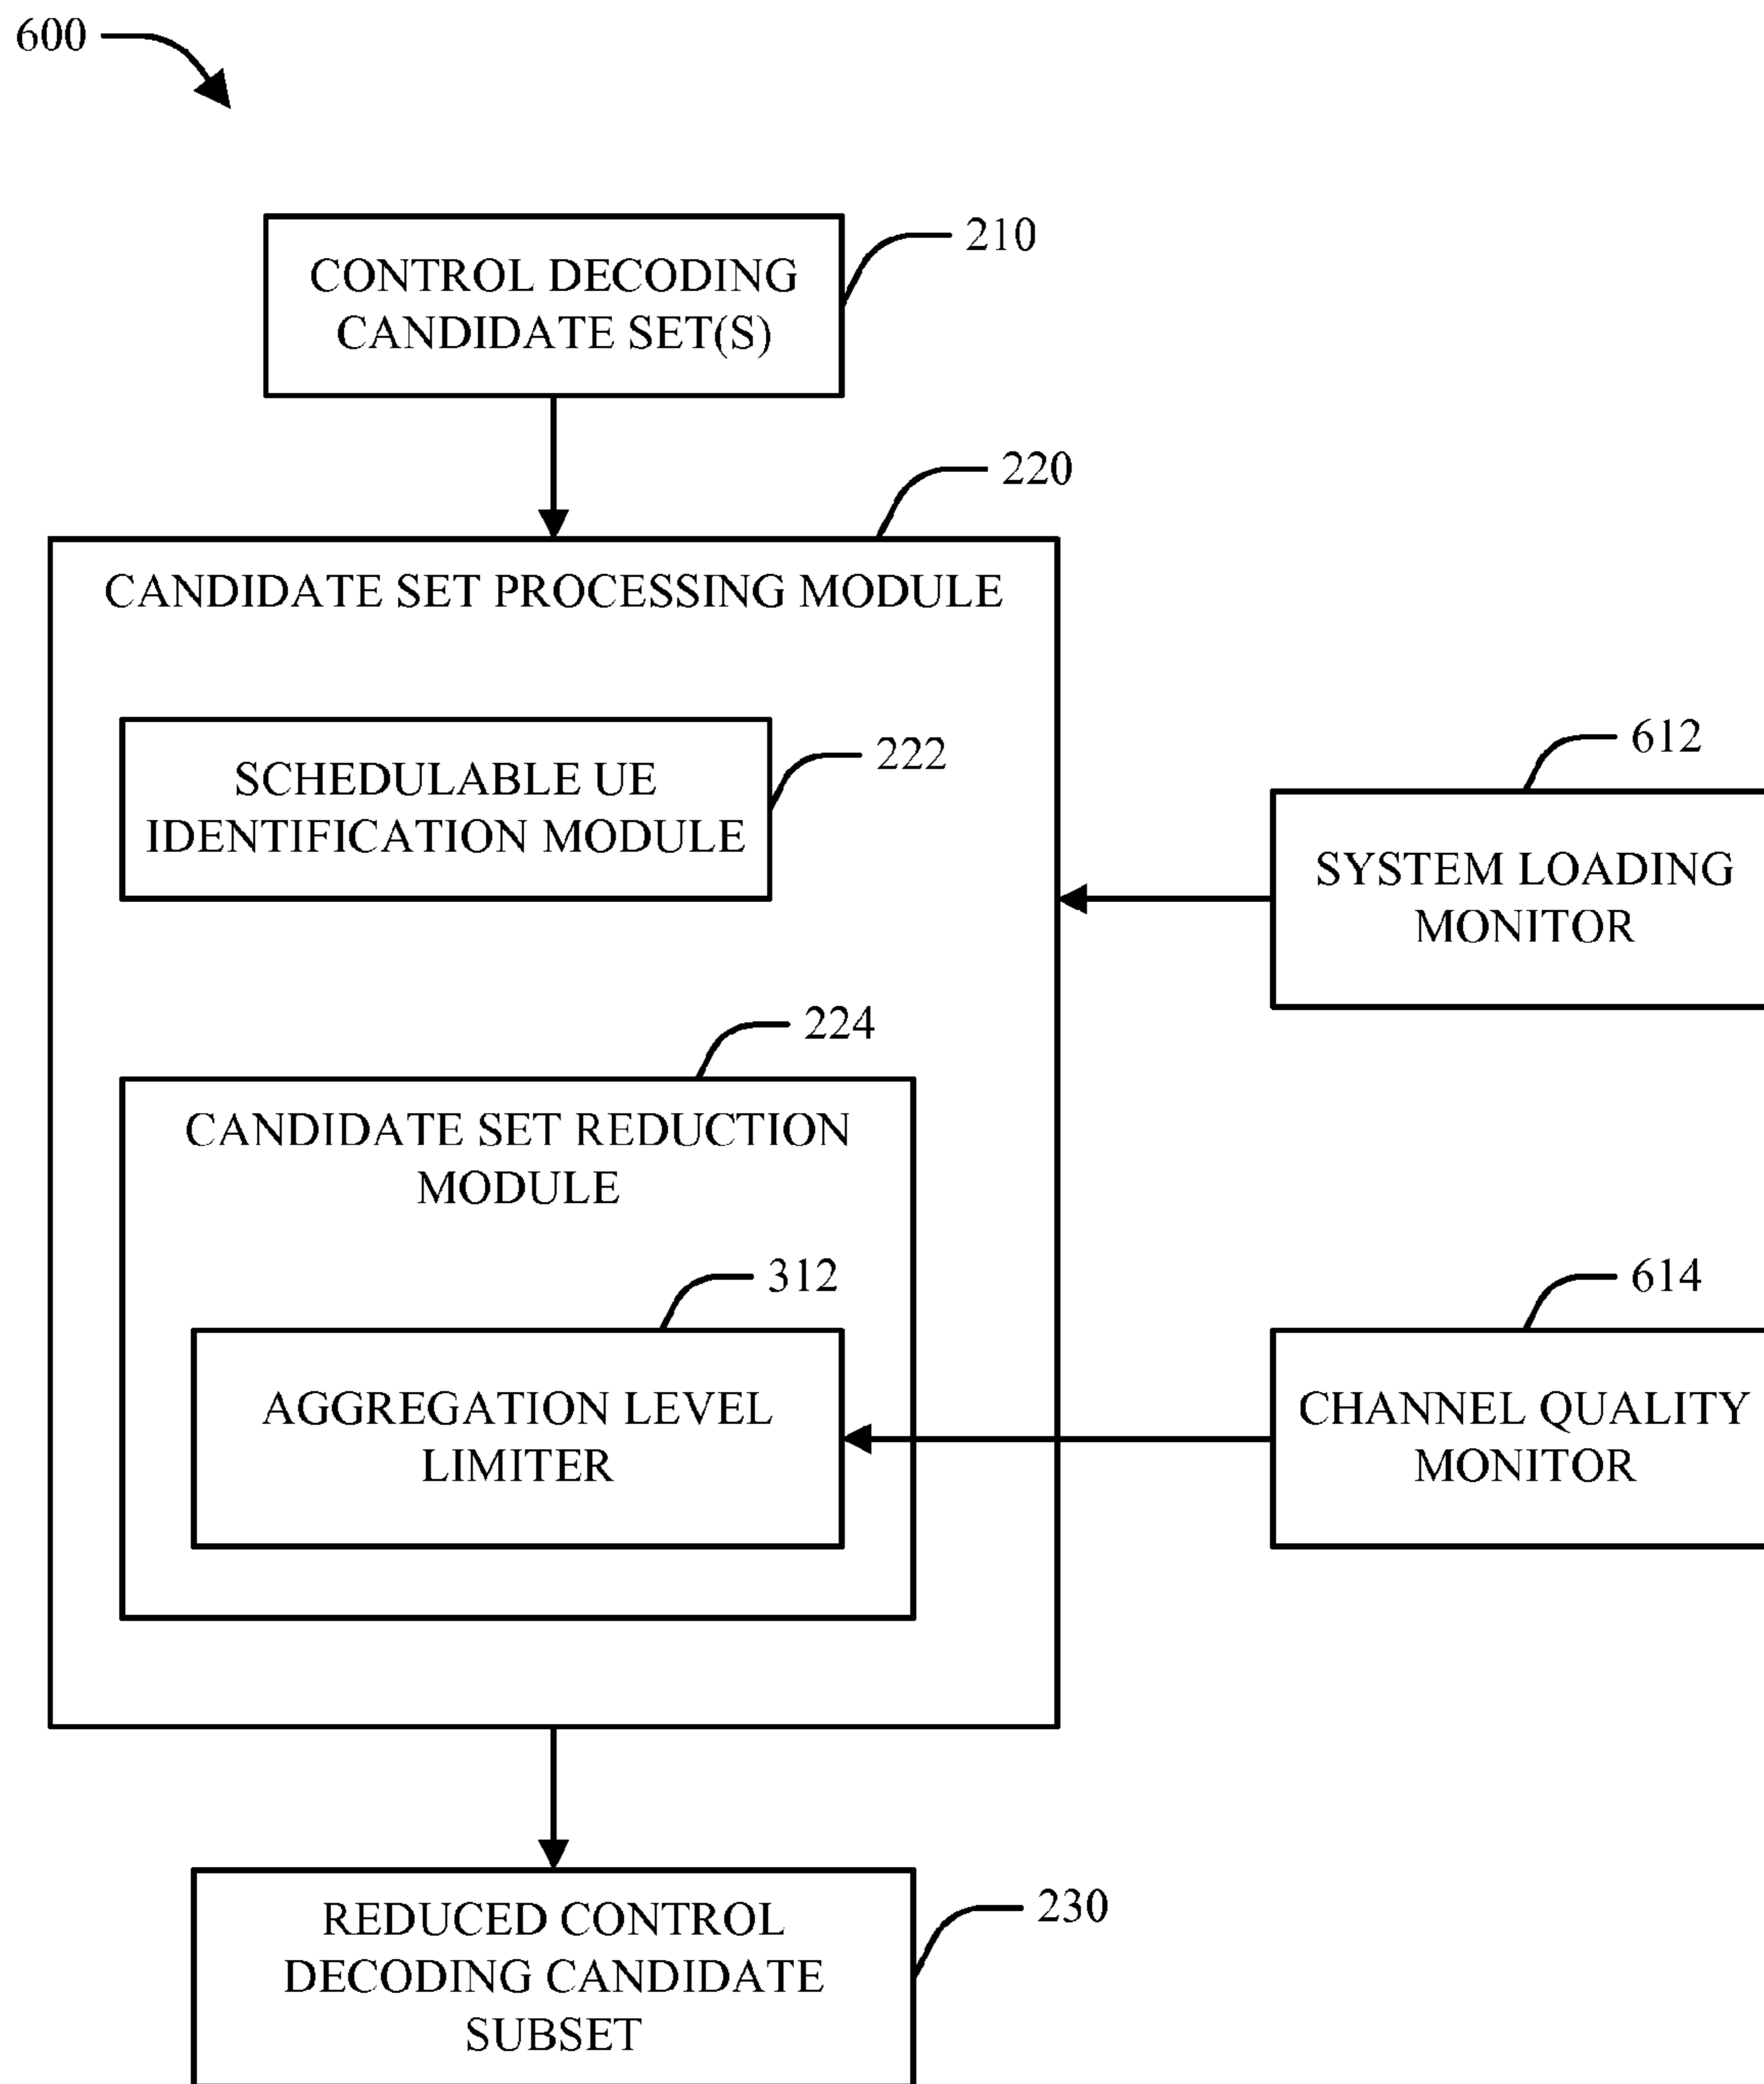 600
210
CONTROL DECODING
CANDIDATE SET(S)
220
CANDIDATE SET PROCESSING MODULE
222
SCHEDULABLE UE
IDENTIFICATION MODULE
612
SYSTEM LOADING
MONITOR
224
CANDIDATE SET REDUCTION
MODULE
312
AGGREGATION LEVEL
LIMITER
614
CHANNEL QUALITY
MONITOR
230
REDUCED CONTROL
DECODING CANDIDATE
SUBSET